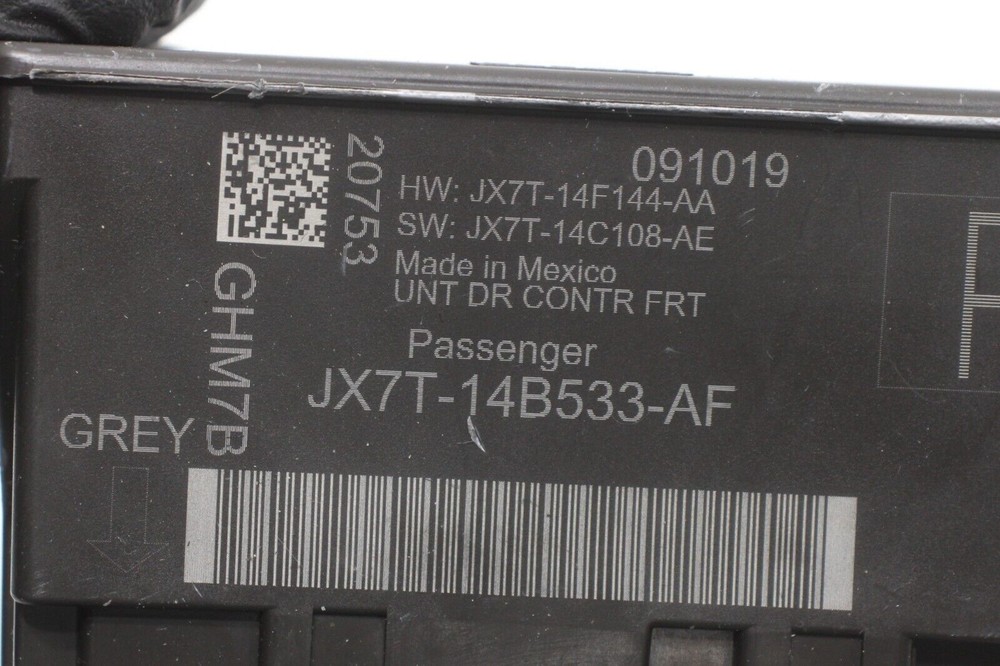 091019
20753
HW: JX7T-14F144-AA
SW: JX7T-14C108-AE
Made in Mexico
UNT DR CONTR FRT
Passenger
JX7T-14B533-AF
GHM7B
GREY